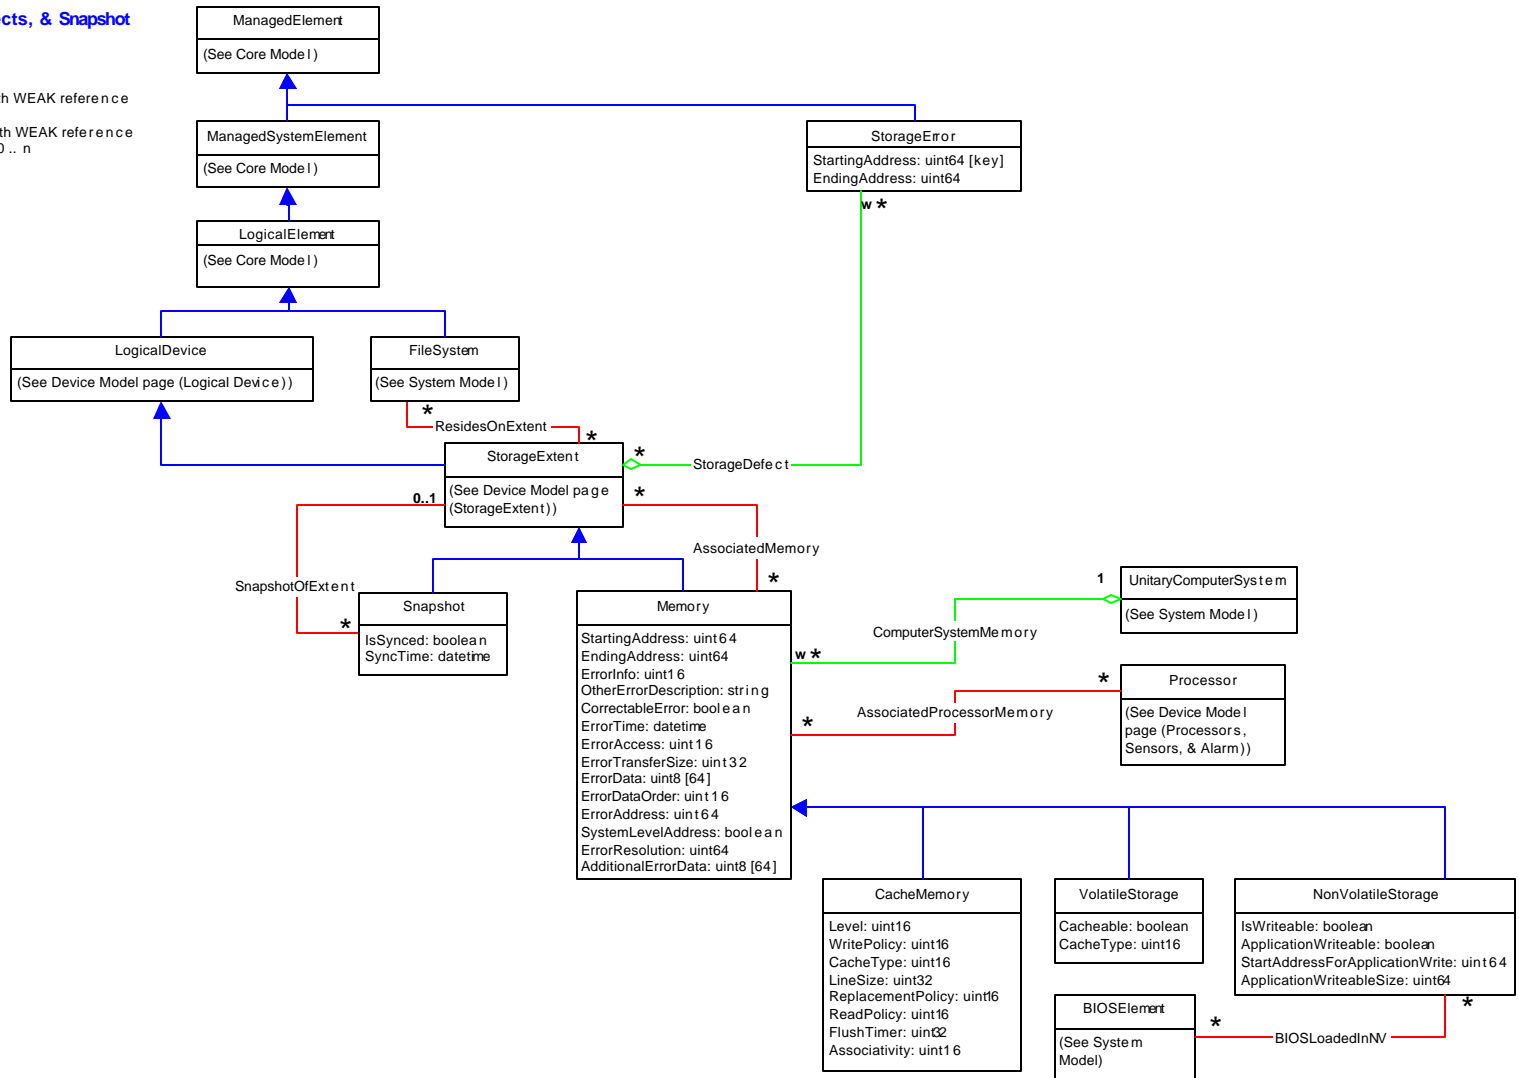 ects, & Snapshot
th WEAK reference
th WEAK reference
0 .. n
ManagedElement
(See Core Model)
ManagedSystemElement
(See Core Model)
StorageError
StartingAddress: uint64 [key]
EndingAddress: uint64
w *
LogicalElement
(See Core Model)
LogicalDevice
(See Device Model page (Logical Device))
FileSystem
(See System Model)
*
ResidesOnExtent
*
StorageExtent
(See Device Model page
(StorageExtent))
*
StorageDefect
0..1
*
AssociatedMemory
*
SnapshotOfExtent
*
Snapshot
IsSynced: boolean
SyncTime: datetime
Memory
StartingAddress: uint64
EndingAddress: uint64
ErrorInfo: uint16
OtherErrorDescription: string
CorrectableError: boolean
ErrorTime: datetime
ErrorAccess: uint16
ErrorTransferSize: uint32
ErrorData: uint8 [64]
ErrorDataOrder: uint16
ErrorAddress: uint64
SystemLevelAddress: boolean
ErrorResolution: uint64
AdditionalErrorData: uint8 [64]
1
UnitaryComputerSystem
(See System Model)
ComputerSystemMemory
w *
*
Processor
(See Device Model
page (Processors,
Sensors, & Alarm))
AssociatedProcessorMemory
*
CacheMemory
Level: uint16
WritePolicy: uint16
CacheType: uint16
LineSize: uint32
ReplacementPolicy: uint16
ReadPolicy: uint16
FlushTimer: uint32
Associativity: uint16
VolatileStorage
Cacheable: boolean
CacheType: uint16
NonVolatileStorage
IsWriteable: boolean
ApplicationWriteable: boolean
StartAddressForApplicationWrite: uint64
ApplicationWriteableSize: uint64
*
BIOSElement
(See System
Model)
*
BIOSLoadedInNV